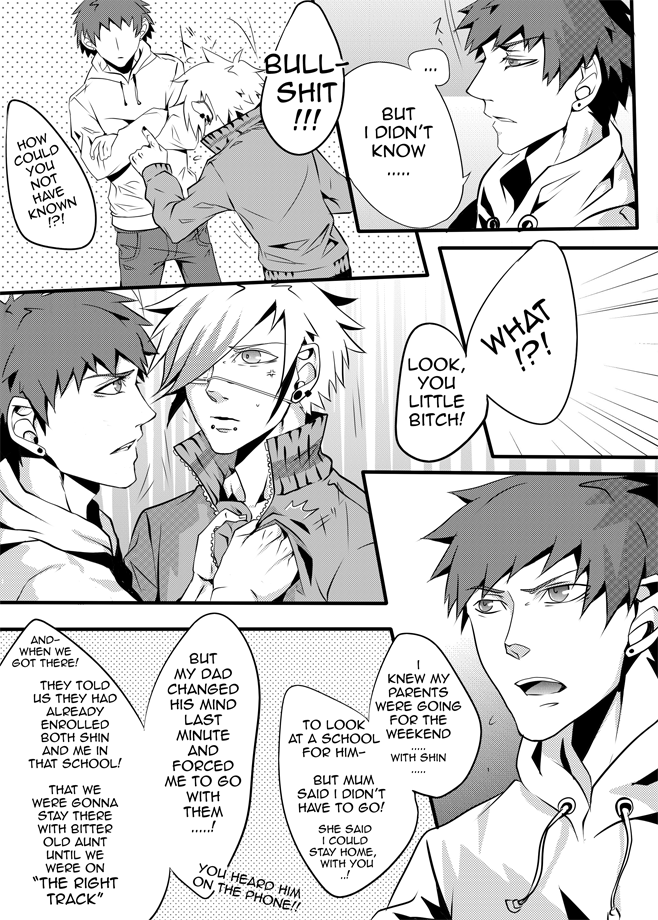 ...
BUT
I DIDN'T
KNOW
.....
BULL-
SHIT
!!!
HOW
COULD
YOU
NOT
HAVE
KNOWN
!?!
WHAT
!?!
LOOK,
YOU
LITTLE
BITCH!
I
KNEW MY
PARENTS
WERE GOING
FOR THE
WEEKEND
.....
WITH SHIN
.....
TO LOOK
AT A SCHOOL
FOR HIM-
BUT MUM
SAID I DIDN'T
HAVE TO GO!
SHE SAID
I COULD
STAY HOME,
WITH YOU
..!
BUT
MY DAD
CHANGED
HIS MIND
LAST
MINUTE
AND
FORCED
ME TO GO
WITH
THEM
.....!
YOU HEARD HIM
ON THE PHONE!!
AND-
WHEN WE
GOT THERE!
THEY TOLD
US THEY HAD
ALREADY
ENROLLED
BOTH SHIN
AND ME IN
THAT SCHOOL!
THAT WE
WERE GONNA
STAY THERE
WITH BITTER
OLD AUNT
UNTIL WE
WERE ON
"THE RIGHT
TRACK"